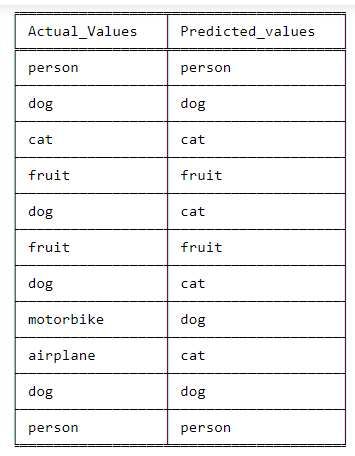 Actual_Values Predicted_values
person person
dog dog
cat cat
fruit fruit
dog cat
fruit fruit
dog cat
motorbike dog
airplane cat
dog dog
person person